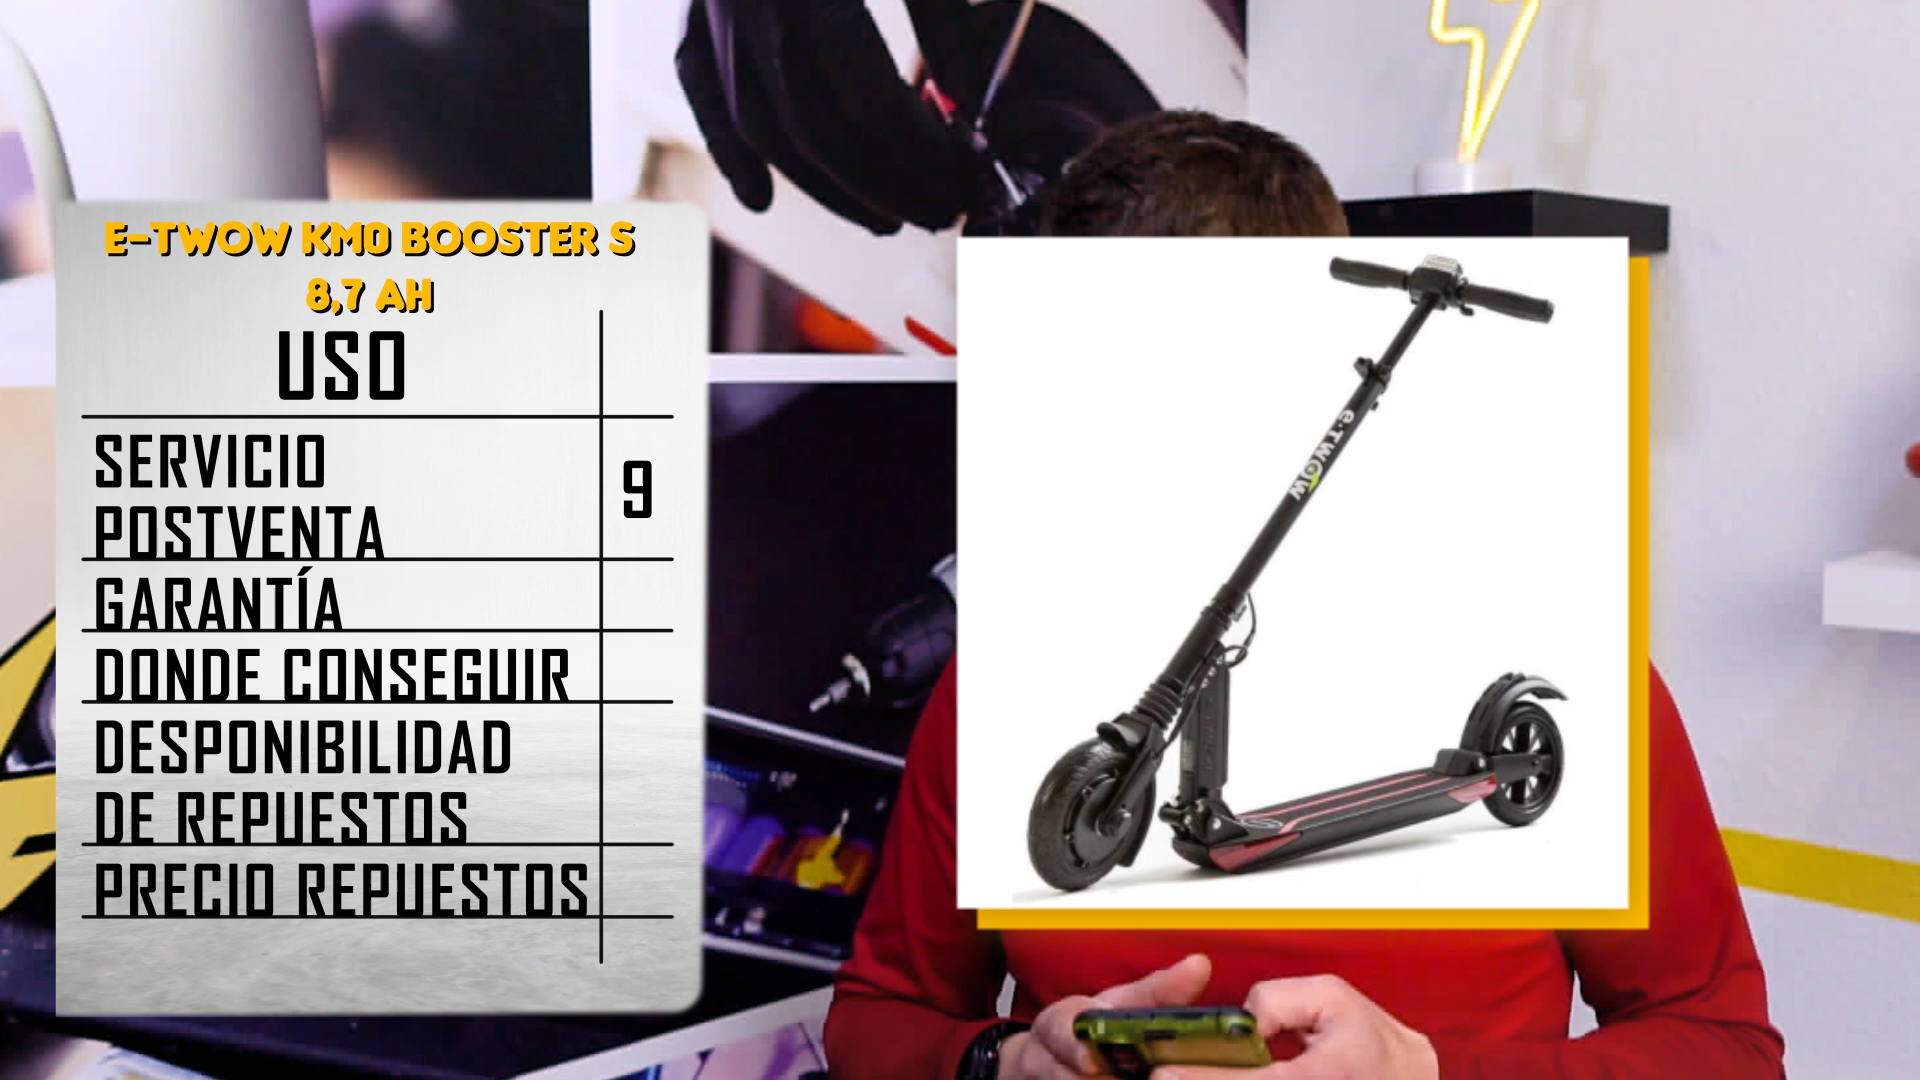 E-TWOW KM0 BOOSTER S
8,7 AH
USO
SERVICIO
POSTVENTA
9
GARANTÍA
DONDE CONSEGUIR
DESPONIBILIDAD
DE REPUESTOS
PRECIO REPUESTOS
e-TWOW